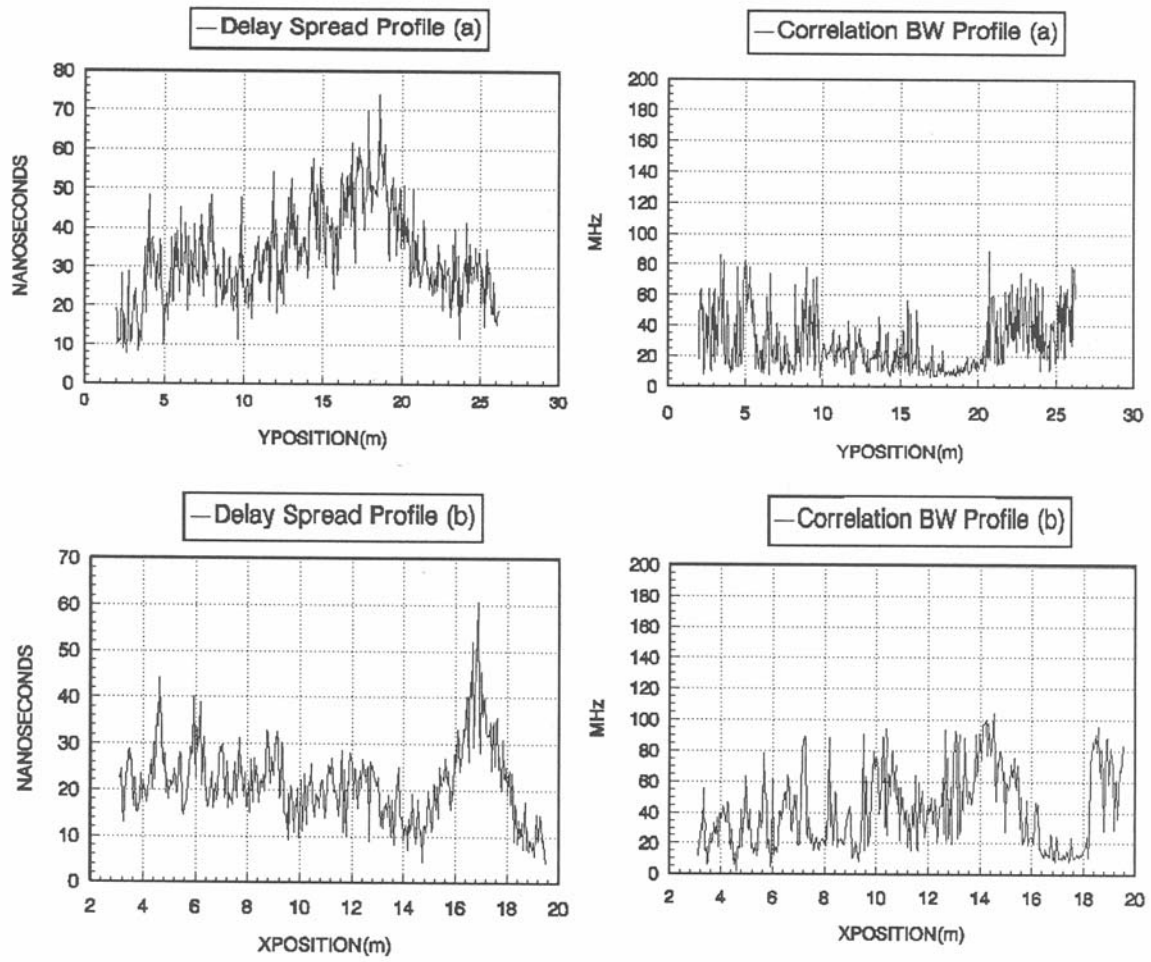 — Delay Spread Profile (a)
80
70
60
50
40
30
20
10
0
NANOSECONDS
0 5 10 15 20 25 30
YPOSITION(m)
— Correlation BW Profile (a)
200
180
160
140
120
100
80
60
40
20
0
MHz
0 5 10 15 20 25 30
YPOSITION(m)
— Delay Spread Profile (b)
70
60
50
40
30
20
10
0
NANOSECONDS
2 4 6 8 10 12 14 16 18 20
XPOSITION(m)
— Correlation BW Profile (b)
200
180
160
140
120
100
80
60
40
20
0
MHz
2 4 6 8 10 12 14 16 18 20
XPOSITION(m)